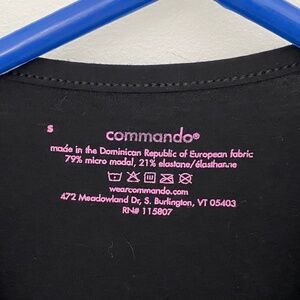 s
commando®
made in the Dominican Republic of European fabric
79% micro modal, 21% elastane/élasthanne
wearcommando.com
472 Meadowland Dr, S. Burlington, VT 05403
RN# 115807